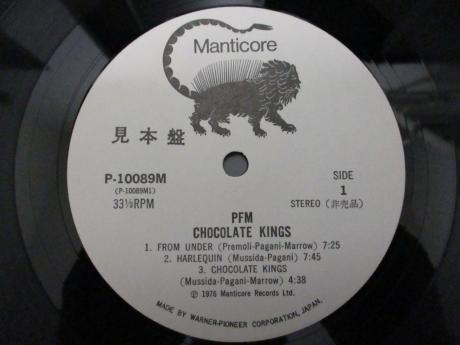 Manticore
見本盤
P-10089M
(P-10089M1)
33⅓RPM
SIDE
1
STEREO (非売品)
PFM
CHOCOLATE KINGS
1. FROM UNDER (Premoli-Pagani-Marrow) 7:25
2. HARLEQUIN (Mussida-Pagani) 7:45
3. CHOCOLATE KINGS
(Mussida-Pagani-Marrow) 4:38
Ⓟ 1976 Manticore Records Ltd.
MADE BY WARNER-PIONEER CORPORATION, JAPAN.